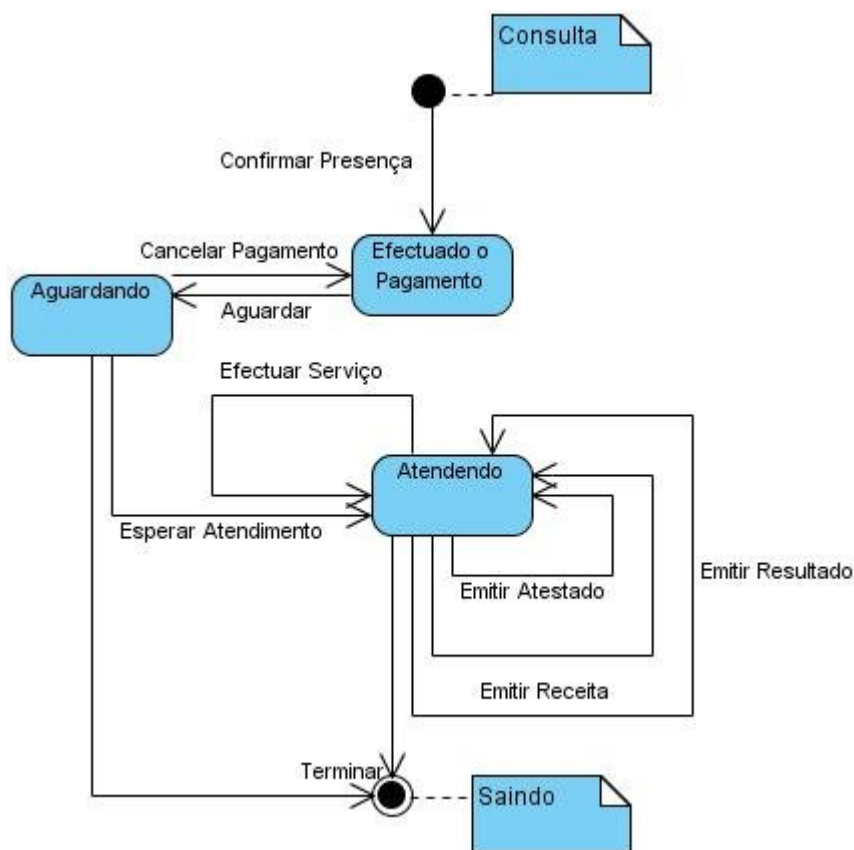 Consulta
Confirmar Presença
Cancelar Pagamento
Efectuado o
Pagamento
Aguardando
Aguardar
Efectuar Serviço
Atendendo
Esperar Atendimento
Emitir Atestado
Emitir Resultado
Emitir Receita
Terminar
Saindo